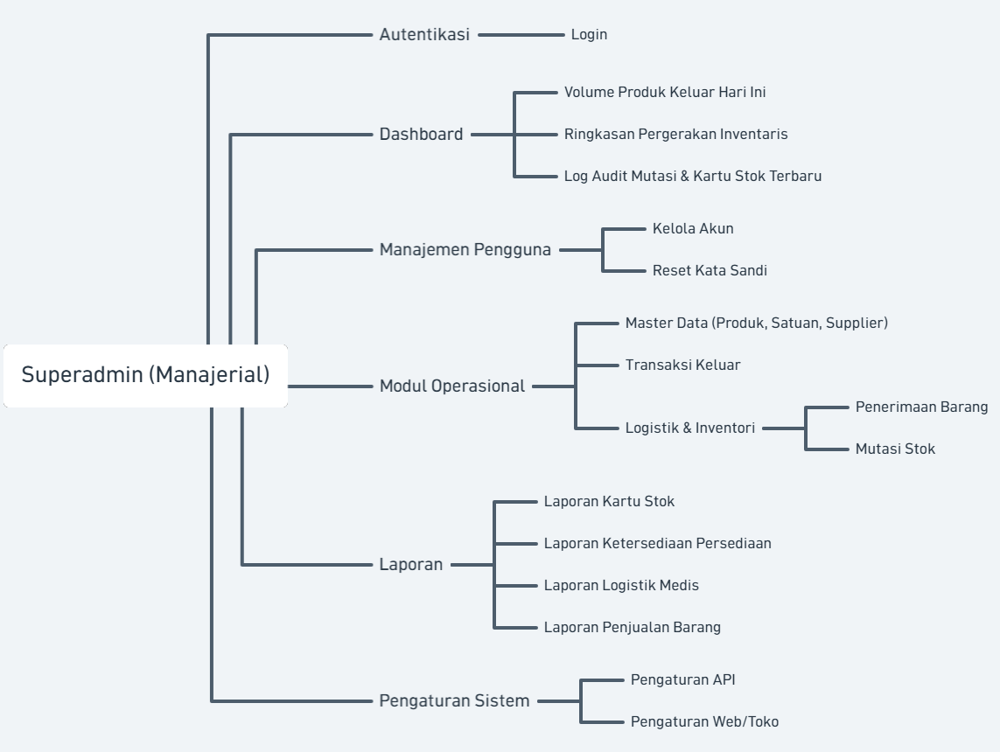 Superadmin (Manajerial)
Autentikasi
Login
Dashboard
Volume Produk Keluar Hari Ini
Ringkasan Pergerakan Inventaris
Log Audit Mutasi & Kartu Stok Terbaru
Manajemen Pengguna
Kelola Akun
Reset Kata Sandi
Modul Operasional
Master Data (Produk, Satuan, Supplier)
Transaksi Keluar
Logistik & Inventori
Penerimaan Barang
Mutasi Stok
Laporan
Laporan Kartu Stok
Laporan Ketersediaan Persediaan
Laporan Logistik Medis
Laporan Penjualan Barang
Pengaturan Sistem
Pengaturan API
Pengaturan Web/Toko